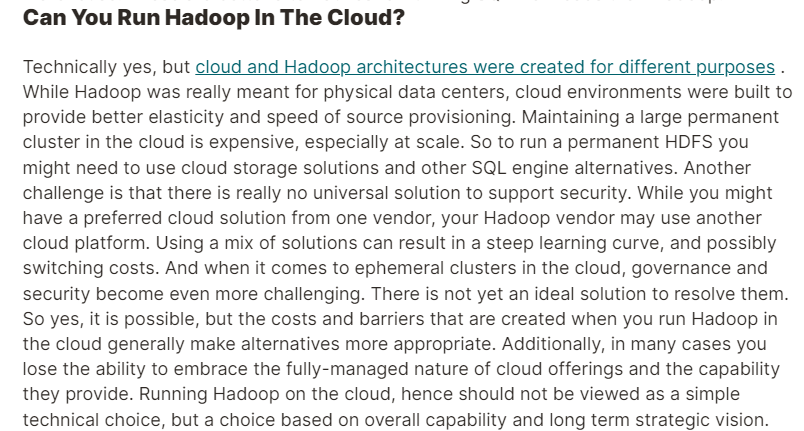 Can You Run Hadoop In The Cloud?
Technically yes, but cloud and Hadoop architectures were created for different purposes .
While Hadoop was really meant for physical data centers, cloud environments were built to
provide better elasticity and speed of source provisioning. Maintaining a large permanent
cluster in the cloud is expensive, especially at scale. So to run a permanent HDFS you
might need to use cloud storage solutions and other SQL engine alternatives. Another
challenge is that there is really no universal solution to support security. While you might
have a preferred cloud solution from one vendor, your Hadoop vendor may use another
cloud platform. Using a mix of solutions can result in a steep learning curve, and possibly
switching costs. And when it comes to ephemeral clusters in the cloud, governance and
security become even more challenging. There is not yet an ideal solution to resolve them.
So yes, it is possible, but the costs and barriers that are created when you run Hadoop in
the cloud generally make alternatives more appropriate. Additionally, in many cases you
lose the ability to embrace the fully-managed nature of cloud offerings and the capability
they provide. Running Hadoop on the cloud, hence should not be viewed as a simple
technical choice, but a choice based on overall capability and long term strategic vision.